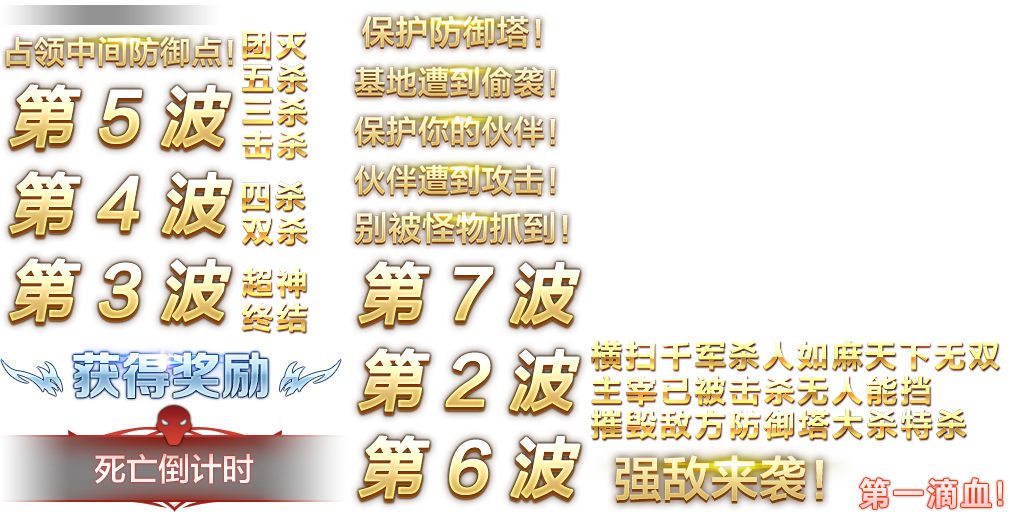 占领中间防御点！
团灭
五杀
三杀
击杀
四杀
双杀
超神
终结
第5波
第4波
第3波
获得奖励
死亡倒计时
保护防御塔！
基地遭到偷袭！
保护你的伙伴！
伙伴遭到攻击！
别被怪物抓到！
第7波
第2波
第6波
横扫千军杀人如麻天下无双
主宰己被击杀无人能挡
摧毁敌方防御塔大杀特杀
强敌来袭！
第一滴血！